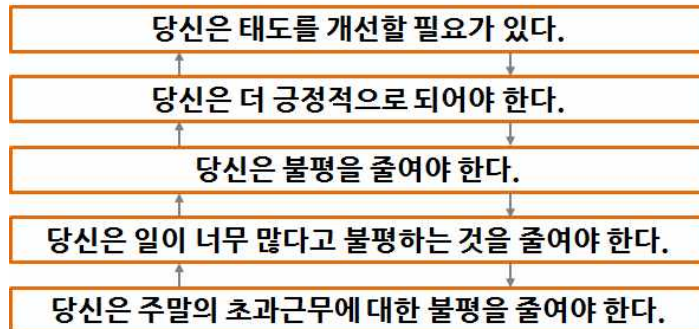 당신은 태도를 개선할 필요가 있다.
당신은 더 긍정적으로 되어야 한다.
당신은 불평을 줄여야 한다.
당신은 일이 너무 많다고 불평하는 것을 줄여야 한다.
당신은 주말의 초과근무에 대한 불평을 줄여야 한다.